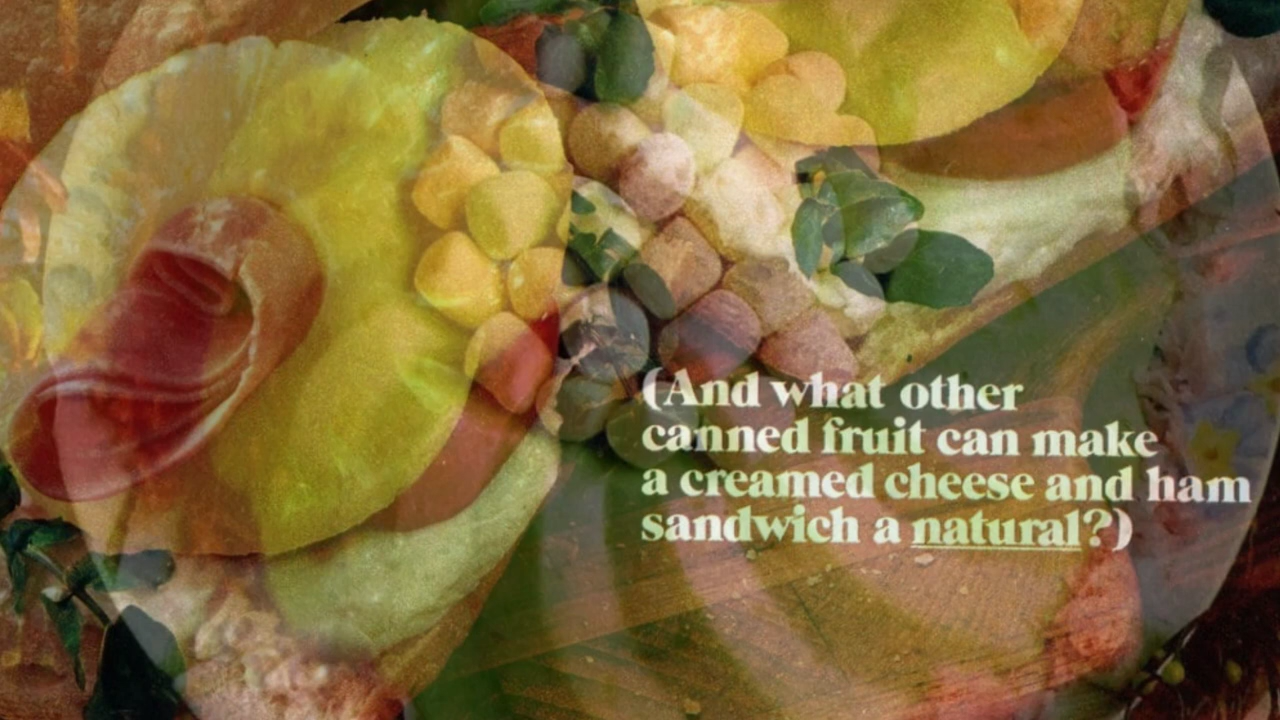 (And what other
canned fruit can make
a creamed cheese and ham
sandwich a natural?)